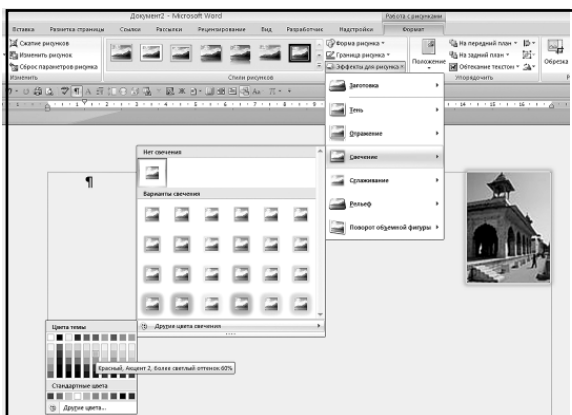 Документ2 - Microsoft Word
Работа с рисунками
Вставка Разметка страницы Ссылки Рассылки Рецензирование Вид Разработчик Надстройки Формат
Сжатие рисунков
Изменить рисунок
Сброс параметров рисунка
Изменить
Стили рисунков
Форма рисунка
Граница рисунка
Эффекты для рисунка
Положение
На передний план
На задний план
Обтекание текстом
Упорядочить
Обрезка
Заготовка
Тень
Отражение
Свечение
Сглаживание
Рельеф
Поворот объемной фигуры
Нет свечения
Варианты свечения
Другие цвета свечения
¶
Цвета темы
Красный, Акцент 2, более светлый оттенок 60%
Стандартные цвета
Другие цвета...